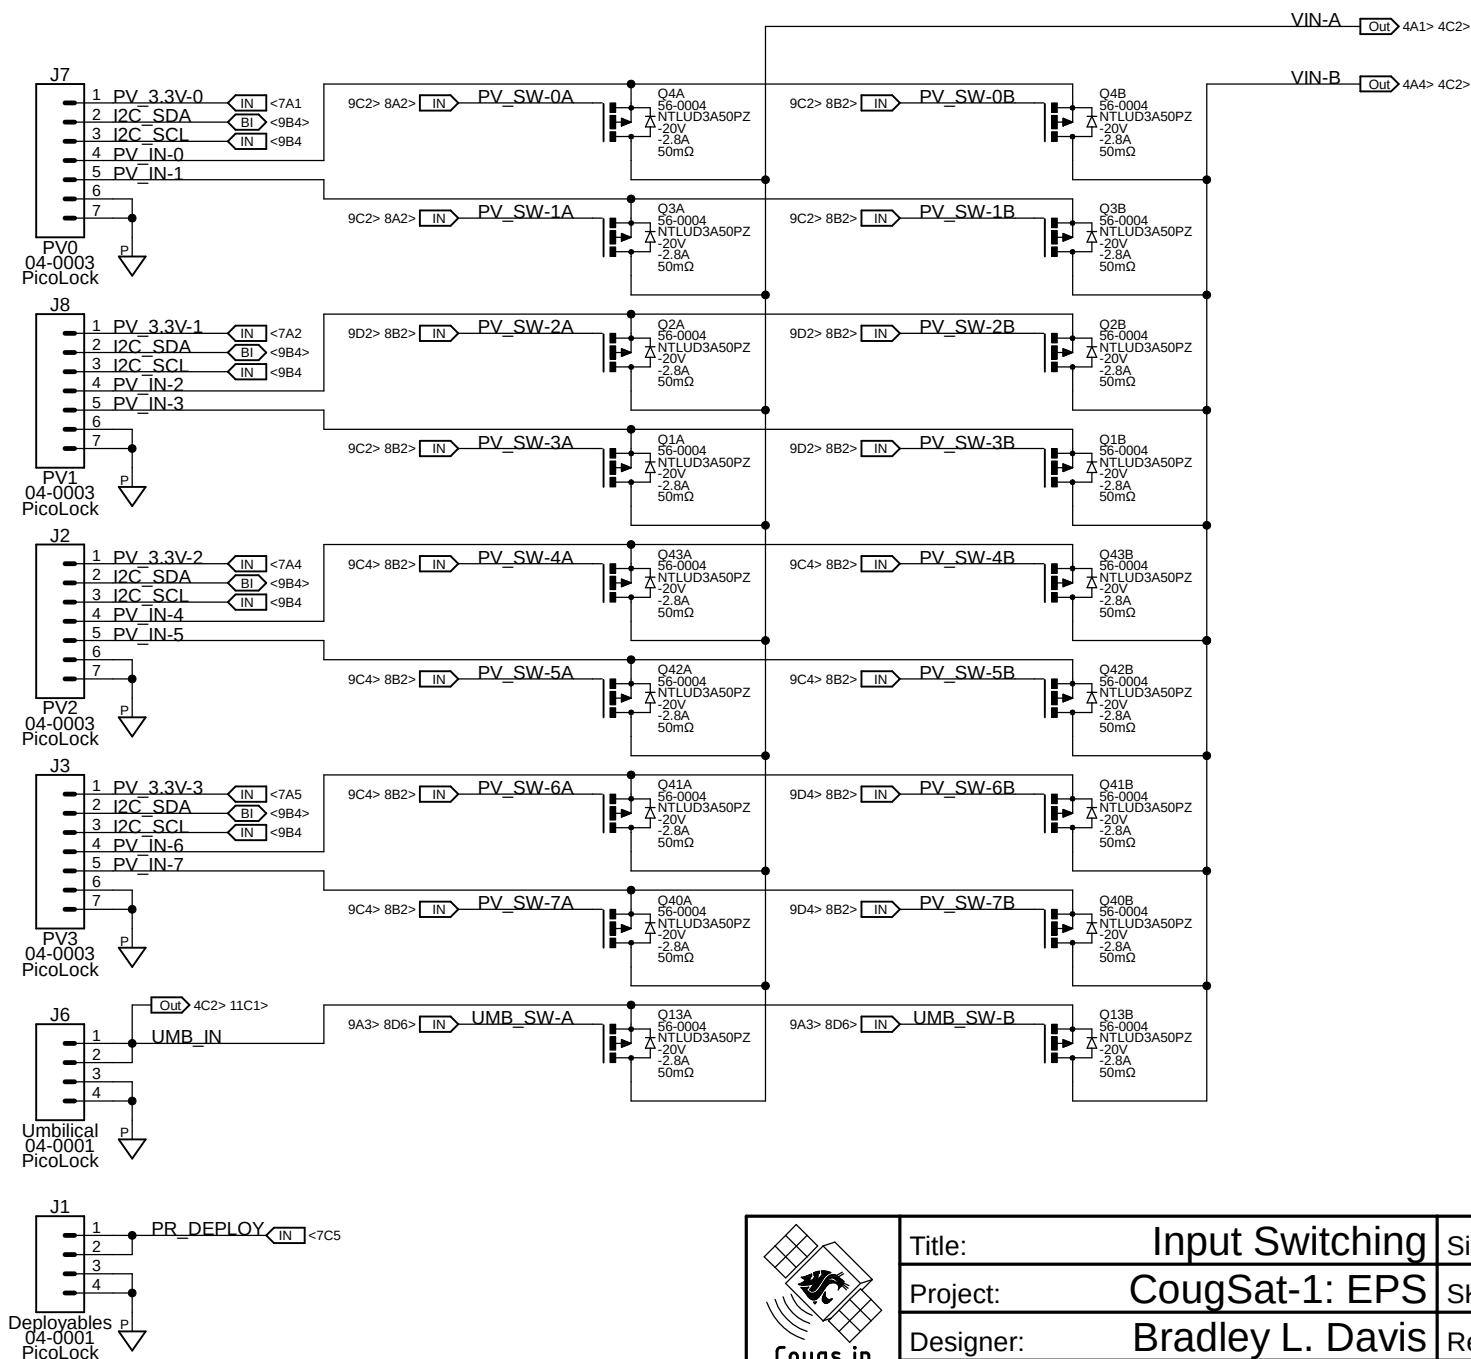 VIN-A Out 4A1> 4C2>
VIN-B Out 4A4> 4C2>
J7
1 PV_3.3V-0 IN <7A1
2 I2C_SDA BI <9B4>
3 I2C_SCL IN <9B4
4 PV_IN-0
5 PV_IN-1
6
7
P
PV0
04-0003
PicoLock
9C2> 8A2> IN PV_SW-0A
Q4A
56-0004
NTLUD3A50PZ
-20V
-2.8A
50mΩ
9C2> 8B2> IN PV_SW-0B
Q4B
56-0004
NTLUD3A50PZ
-20V
-2.8A
50mΩ
9C2> 8A2> IN PV_SW-1A
Q3A
56-0004
NTLUD3A50PZ
-20V
-2.8A
50mΩ
9C2> 8B2> IN PV_SW-1B
Q3B
56-0004
NTLUD3A50PZ
-20V
-2.8A
50mΩ
J8
1 PV_3.3V-1 IN <7A2
2 I2C_SDA BI <9B4>
3 I2C_SCL IN <9B4
4 PV_IN-2
5 PV_IN-3
6
7
P
PV1
04-0003
PicoLock
9D2> 8B2> IN PV_SW-2A
Q2A
56-0004
NTLUD3A50PZ
-20V
-2.8A
50mΩ
9D2> 8B2> IN PV_SW-2B
Q2B
56-0004
NTLUD3A50PZ
-20V
-2.8A
50mΩ
9C2> 8B2> IN PV_SW-3A
Q1A
56-0004
NTLUD3A50PZ
-20V
-2.8A
50mΩ
9D2> 8B2> IN PV_SW-3B
Q1B
56-0004
NTLUD3A50PZ
-20V
-2.8A
50mΩ
J2
1 PV_3.3V-2 IN <7A4
2 I2C_SDA BI <9B4>
3 I2C_SCL IN <9B4
4 PV_IN-4
5 PV_IN-5
6
7
P
PV2
04-0003
PicoLock
9C4> 8B2> IN PV_SW-4A
Q43A
56-0004
NTLUD3A50PZ
-20V
-2.8A
50mΩ
9C4> 8B2> IN PV_SW-4B
Q43B
56-0004
NTLUD3A50PZ
-20V
-2.8A
50mΩ
9C4> 8B2> IN PV_SW-5A
Q42A
56-0004
NTLUD3A50PZ
-20V
-2.8A
50mΩ
9C4> 8B2> IN PV_SW-5B
Q42B
56-0004
NTLUD3A50PZ
-20V
-2.8A
50mΩ
J3
1 PV_3.3V-3 IN <7A5
2 I2C_SDA BI <9B4>
3 I2C_SCL IN <9B4
4 PV_IN-6
5 PV_IN-7
6
7
P
PV3
04-0003
PicoLock
9C4> 8B2> IN PV_SW-6A
Q41A
56-0004
NTLUD3A50PZ
-20V
-2.8A
50mΩ
9D4> 8B2> IN PV_SW-6B
Q41B
56-0004
NTLUD3A50PZ
-20V
-2.8A
50mΩ
9C4> 8B2> IN PV_SW-7A
Q40A
56-0004
NTLUD3A50PZ
-20V
-2.8A
50mΩ
9D4> 8B2> IN PV_SW-7B
Q40B
56-0004
NTLUD3A50PZ
-20V
-2.8A
50mΩ
Out 4C2> 11C1>
J6
1 UMB_IN
2
3
4
P
Umbilical
04-0001
PicoLock
9A3> 8D6> IN UMB_SW-A
Q13A
56-0004
NTLUD3A50PZ
-20V
-2.8A
50mΩ
9A3> 8D6> IN UMB_SW-B
Q13B
56-0004
NTLUD3A50PZ
-20V
-2.8A
50mΩ
J1
1 PR_DEPLOY IN <7C5
2
3
4
P
Deployables
04-0001
PicoLock
Title: Input Switching
Project: CougSat-1: EPS
Designer: Bradley L. Davis
Cougs in